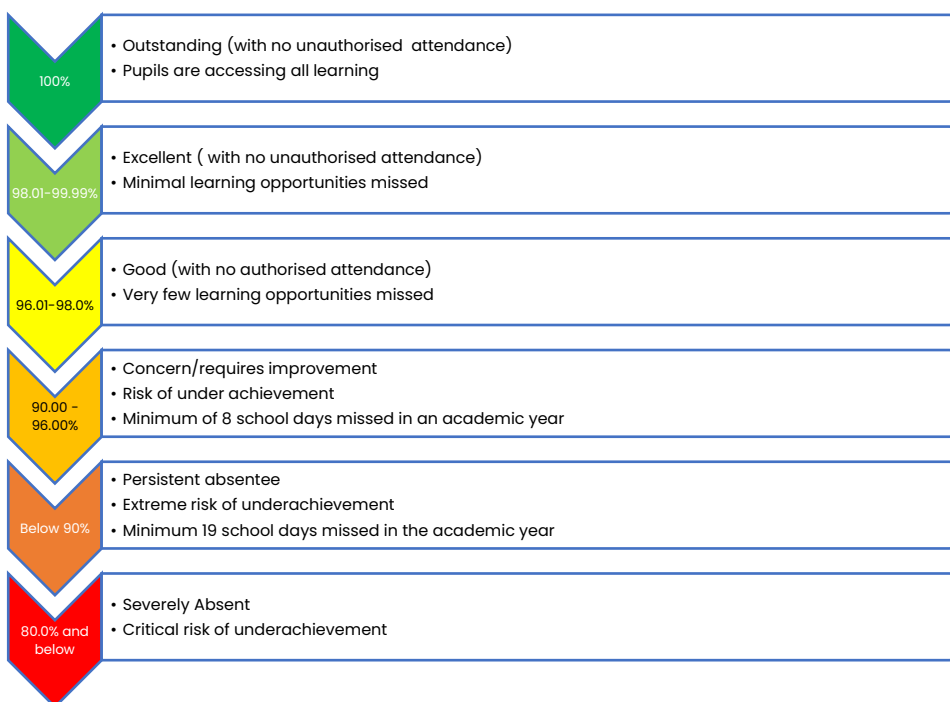 100%
• Outstanding (with no unauthorised  attendance)
• Pupils are accessing all learning
98.01-99.99%
• Excellent ( with no unauthorised attendance)
• Minimal learning opportunities missed
96.01-98.0%
• Good (with no authorised attendance)
• Very few learning opportunities missed
90.00 -
96.00%
• Concern/requires improvement
• Risk of under achievement
• Minimum of 8 school days missed in an academic year
Below 90%
• Persistent absentee
• Extreme risk of underachievement
• Minimum 19 school days missed in the academic year
80.0% and
below
• Severely Absent
• Critical risk of underachievement